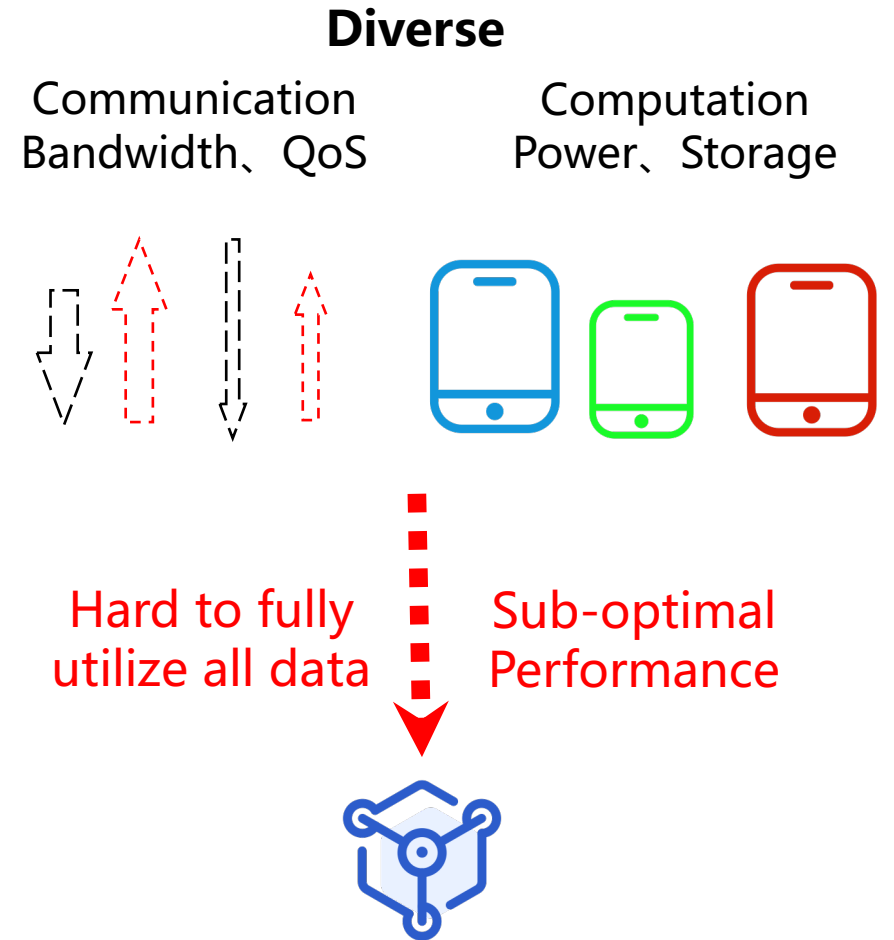 Diverse
Communication
Bandwidth、QoS
Computation
Power、Storage
Hard to fully
utilize all data
Sub-optimal
Performance